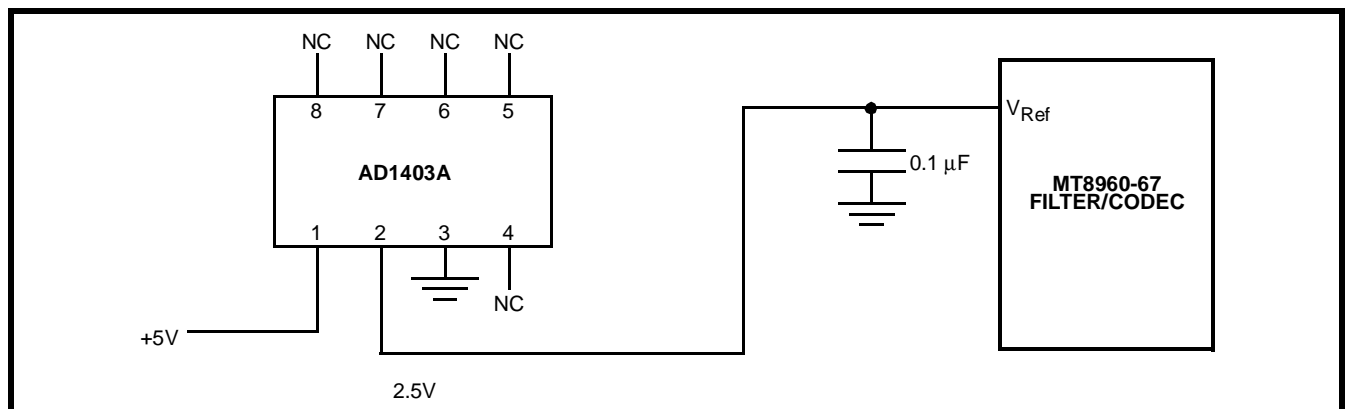 NC NC NC NC
8 7 6 5
AD1403A
1 2 3 4
NC
+5V
2.5V
0.1 μF
VRef
MT8960-67
FILTER/CODEC